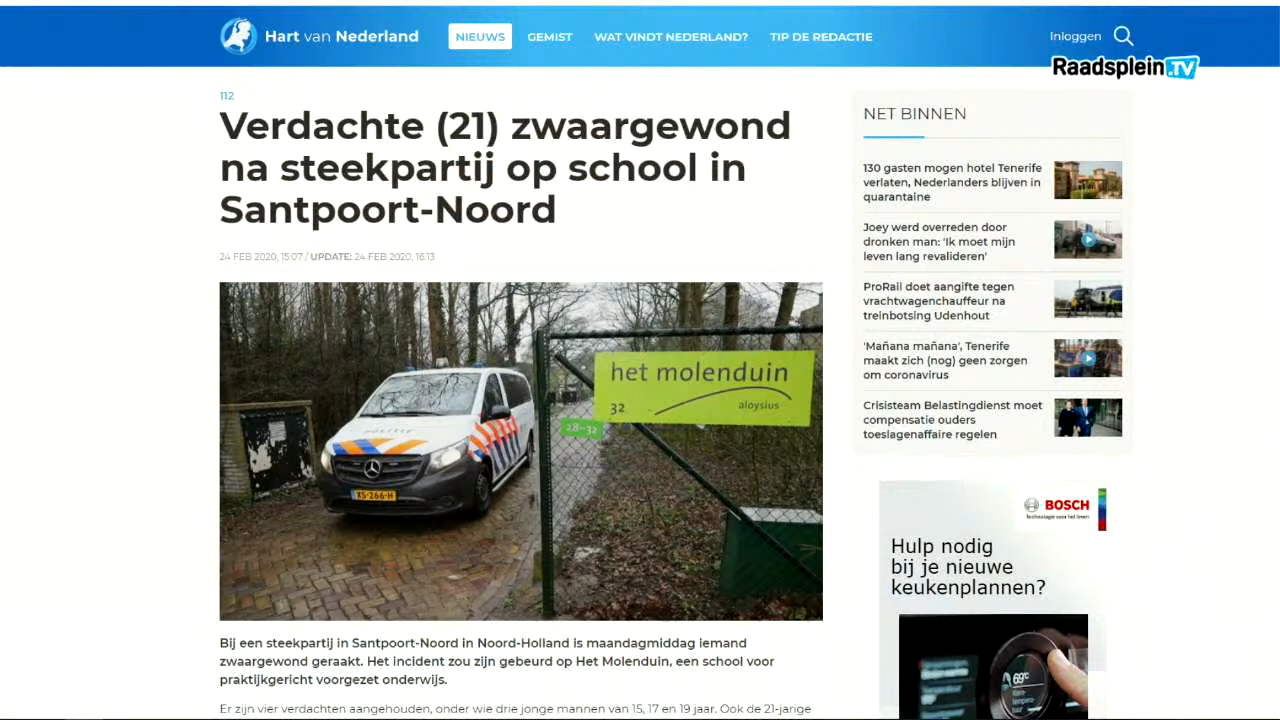 Hart van Nederland
NIEUWS
GEMIST
WAT VINDT NEDERLAND?
TIP DE REDACTIE
Inloggen
Raadsplein.TV
112
Verdachte (21) zwaargewond
na steekpartij op school in
Santpoort-Noord
24 FEB 2020, 15:07 / UPDATE: 24 FEB 2020, 16:13
POLITIE
XS-266-H
het molenduin
32
aloysius
28-32
Bij een steekpartij in Santpoort-Noord in Noord-Holland is maandagmiddag iemand
zwaargewond geraakt. Het incident zou zijn gebeurd op Het Molenduin, een school voor
praktijkgericht voorgezet onderwijs.
Er zijn vier verdachten aangehouden, onder wie drie jonge mannen van 15, 17 en 19 jaar. Ook de 21-jarige
NET BINNEN
130 gasten mogen hotel Tenerife
verlaten, Nederlanders blijven in
quarantaine
Joey werd overreden door
dronken man: 'Ik moet mijn
leven lang revalideren'
ProRail doet aangifte tegen
vrachtwagenchauffeur na
treinbotsing Udenhout
'Mañana mañana', Tenerife
maakt zich (nog) geen zorgen
om coronavirus
Crisisteam Belastingdienst moet
compensatie ouders
toeslagenaffaire regelen
BOSCH
Technologie voor het leven
Hulp nodig
bij je nieuwe
keukenplannen?
69°C